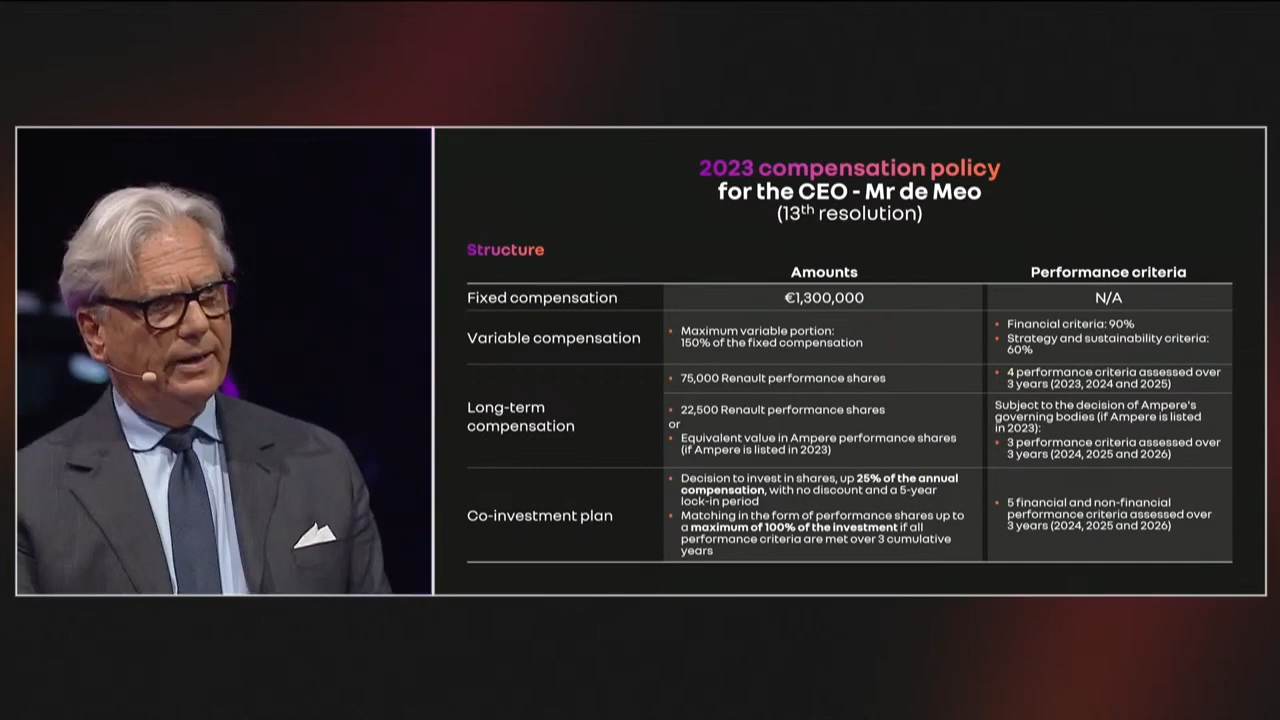 2023 compensation policy
for the CEO - Mr de Meo
(13th resolution)
Structure
Amounts
Performance criteria
Fixed compensation
€1,300,000
N/A
Variable compensation
• Maximum variable portion:
150% of the fixed compensation
• Financial criteria: 90%
• Strategy and sustainability criteria:
60%
Long-term
compensation
• 75,000 Renault performance shares
• 4 performance criteria assessed over
3 years (2023, 2024 and 2025)
• 22,500 Renault performance shares
or
• Equivalent value in Ampere performance shares
(if Ampere is listed in 2023)
Subject to the decision of Ampere's
governing bodies (if Ampere is listed
in 2023):
• 3 performance criteria assessed over
3 years (2024, 2025 and 2026)
Co-investment plan
• Decision to invest in shares, up 25% of the annual
compensation, with no discount and a 5-year
lock-in period
• Matching in the form of performance shares up to
a maximum of 100% of the investment if all
performance criteria are met over 3 cumulative
years
• 5 financial and non-financial
performance criteria assessed over
3 years (2024, 2025 and 2026)